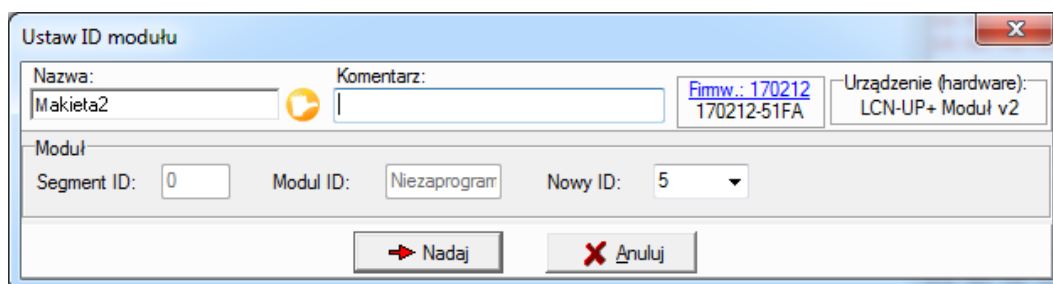 Ustaw ID modułu
Nazwa:
Komentarz:
Makieta2
Firmw.: 170212
170212-51FA
Urządzenie (hardware):
LCN-UP+ Moduł v2
Moduł
Segment ID: 0 Modul ID: Niezaprogram Nowy ID: 5
Nadaj Anuluj